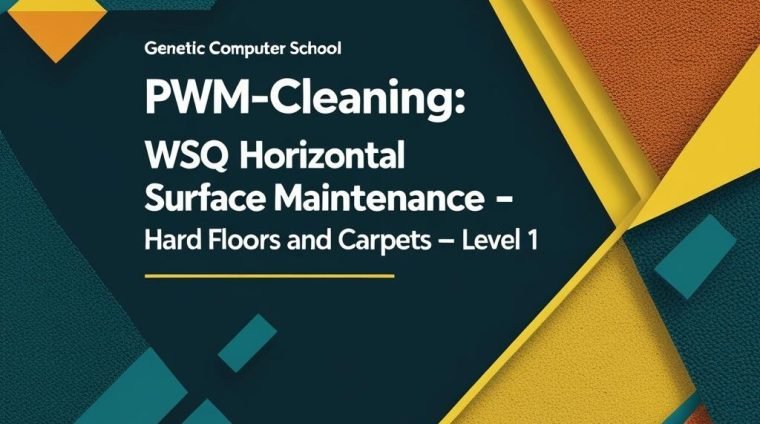 Genetic Computer School
PWM-Cleaning:
WSQ Horizontal
Surface Maintenance –
Hard Floors and Carpets – Level 1